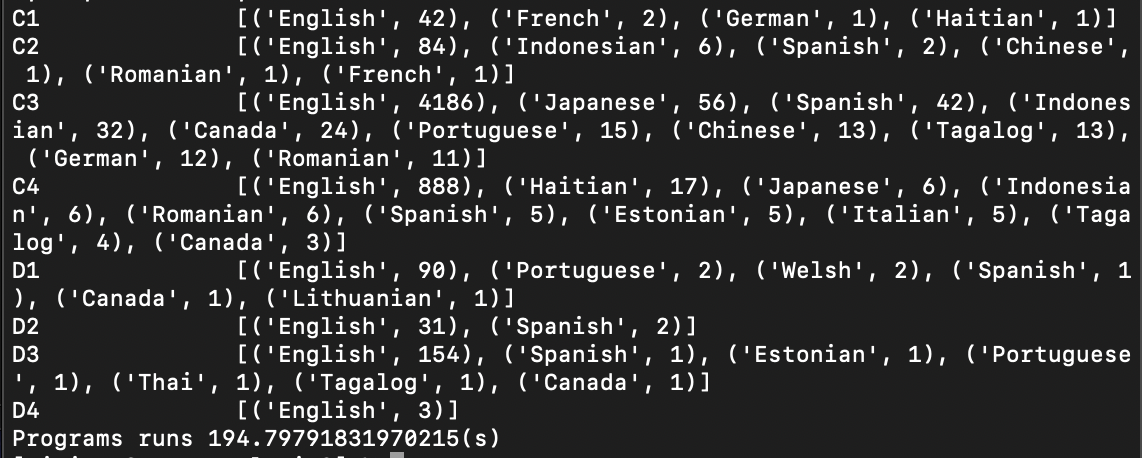 C1 [('English', 42), ('French', 2), ('German', 1), ('Haitian', 1)]
C2 [('English', 84), ('Indonesian', 6), ('Spanish', 2), ('Chinese',
 1), ('Romanian', 1), ('French', 1)]
C3 [('English', 4186), ('Japanese', 56), ('Spanish', 42), ('Indones
ian', 32), ('Canada', 24), ('Portuguese', 15), ('Chinese', 13), ('Tagalog', 13),
 ('German', 12), ('Romanian', 11)]
C4 [('English', 888), ('Haitian', 17), ('Japanese', 6), ('Indonesia
n', 6), ('Romanian', 6), ('Spanish', 5), ('Estonian', 5), ('Italian', 5), ('Taga
log', 4), ('Canada', 3)]
D1 [('English', 90), ('Portuguese', 2), ('Welsh', 2), ('Spanish', 1
), ('Canada', 1), ('Lithuanian', 1)]
D2 [('English', 31), ('Spanish', 2)]
D3 [('English', 154), ('Spanish', 1), ('Estonian', 1), ('Portuguese
', 1), ('Thai', 1), ('Tagalog', 1), ('Canada', 1)]
D4 [('English', 3)]
Programs runs 194.79791831970215(s)